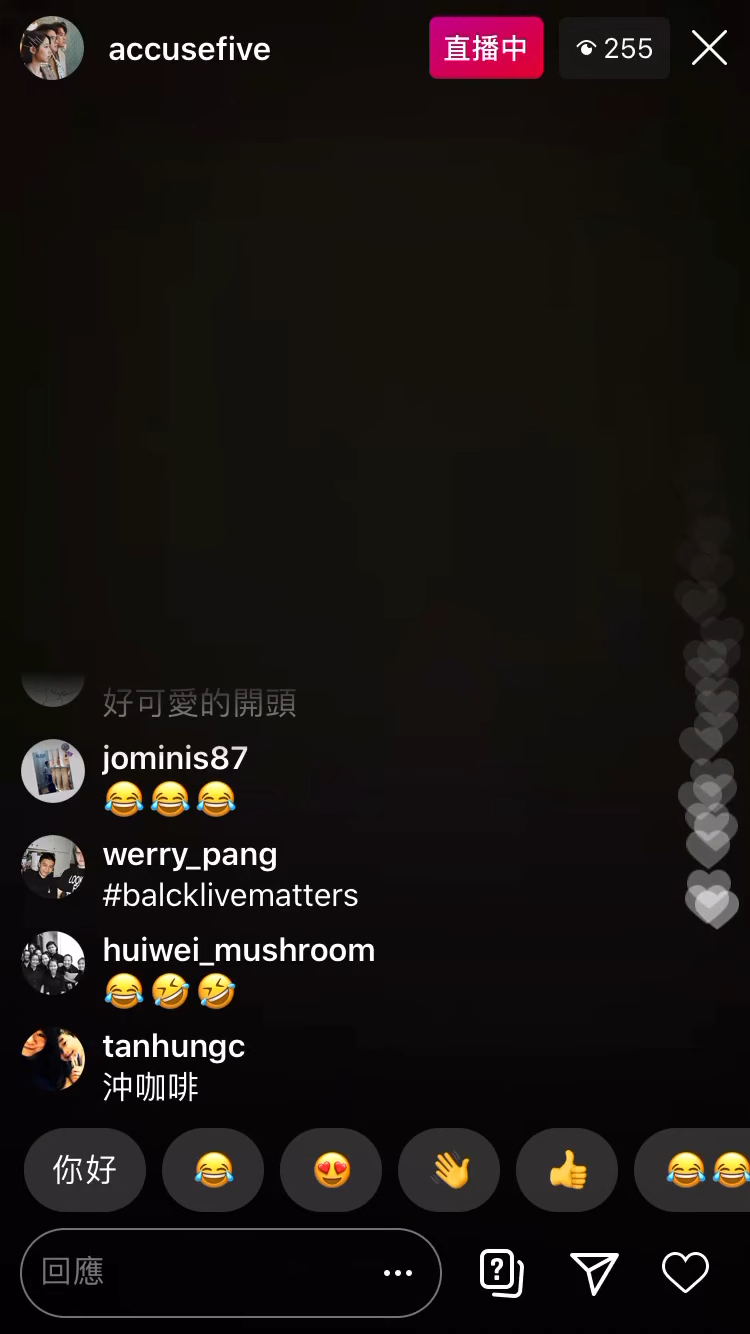 accusefive
直播中
255
好可愛的開頭
jominis87
😂😂😂
werry_pang
#balcklivematters
huiwei_mushroom
😂🤣🤣
tanhungc
沖咖啡
你好 😂 😍 👋 👍 😂😂
回應